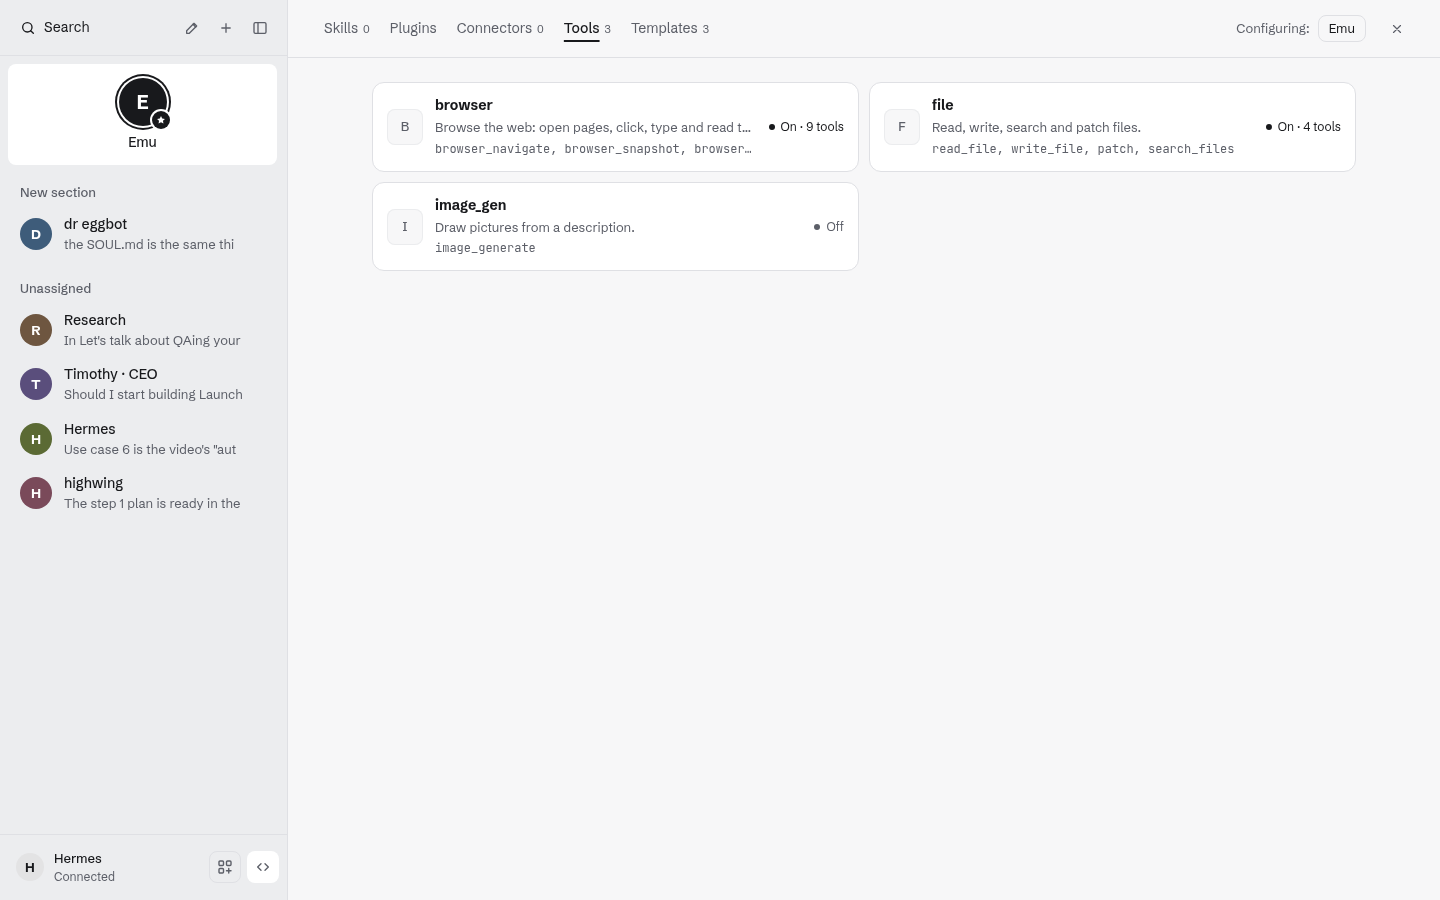 Search
E
Emu
New section
D
dr eggbot
the SOUL.md is the same thi
Unassigned
R
Research
In Let's talk about QAing your
T
Timothy · CEO
Should I start building Launch
H
Hermes
Use case 6 is the video's "aut
H
highwing
The step 1 plan is ready in the
H
Hermes
Connected
Skills 0 Plugins Connectors 0 Tools 3 Templates 3
Configuring: Emu
B
browser
Browse the web: open pages, click, type and read t…
browser_navigate, browser_snapshot, browser…
On · 9 tools
F
file
Read, write, search and patch files.
read_file, write_file, patch, search_files
On · 4 tools
I
image_gen
Draw pictures from a description.
image_generate
Off